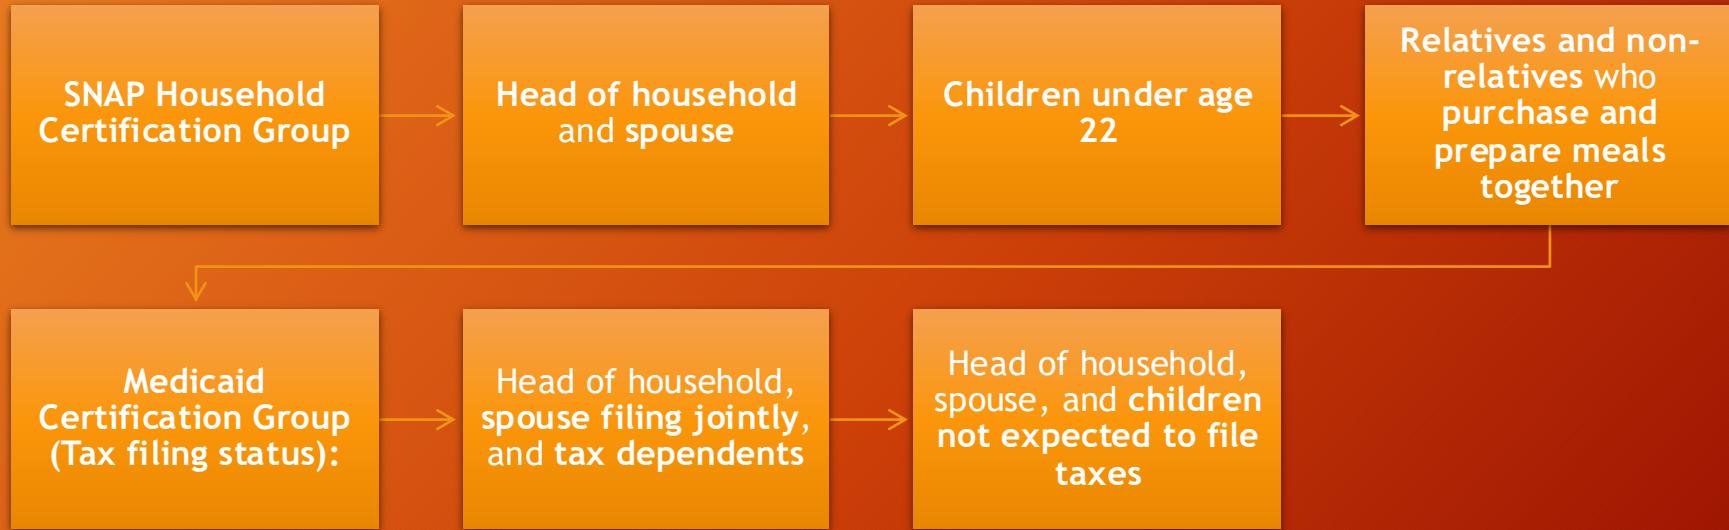 SNAP Household
Certification Group
Head of household
and spouse
Children under age
22
Relatives and non-
relatives who
purchase and
prepare meals
together
Medicaid
Certification Group
(Tax filing status):
Head of household,
spouse filing jointly,
and tax dependents
Head of household,
spouse, and children
not expected to file
taxes